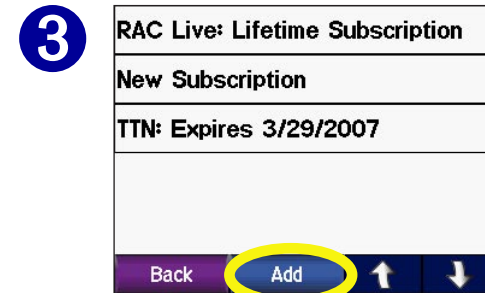 3
RAC Live: Lifetime Subscription
New Subscription
TTN: Expires 3/29/2007
Back Add